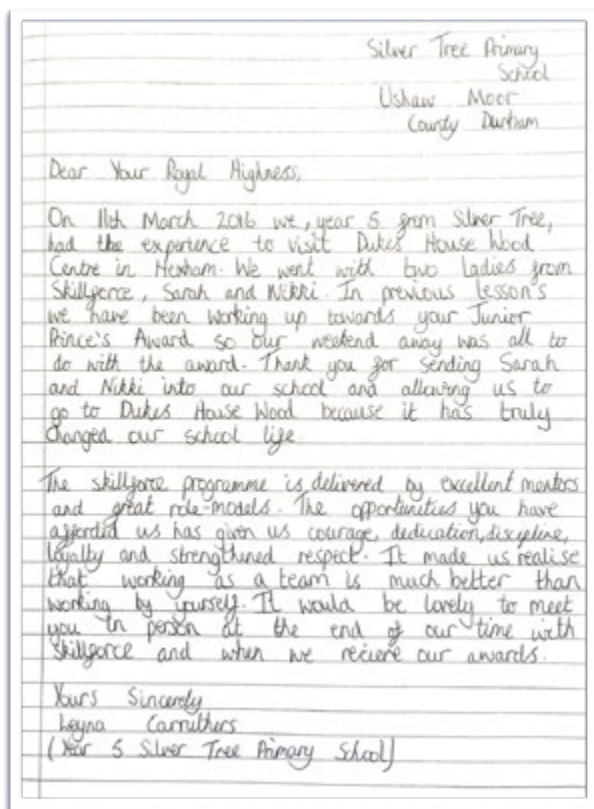 Silver Tree Primary
School
Ushaw Moor
County Durham
Dear Your Royal Highness,
On 11th March 2016 we, year 5 from Silver Tree,
had the experience to visit Dukes House Wood
Centre in Hexham. We went with two ladies from
Skillforce, Sarah and Nikki. In previous lesson's
we have been working up towards your Junior
Prince's Award so our weekend away was all to
do with the award. Thank you for sending Sarah
and Nikki into our school and allowing us to
go to Dukes House Wood because it has truly
changed our school life
The skillforce programme is delivered by excellent mentors
and great role-models. The opportunities you have
afforded us has given us courage, dedication, discipline,
loyalty and strengthened respect. It made us realise
that working as a team is much better than
working by yourself. It would be lovely to meet
you in person at the end of our time with
skillforce and when we recieve our awards.
Yours Sincerely
Leyna Carruthers
(Year 5 Silver Tree Primary School)